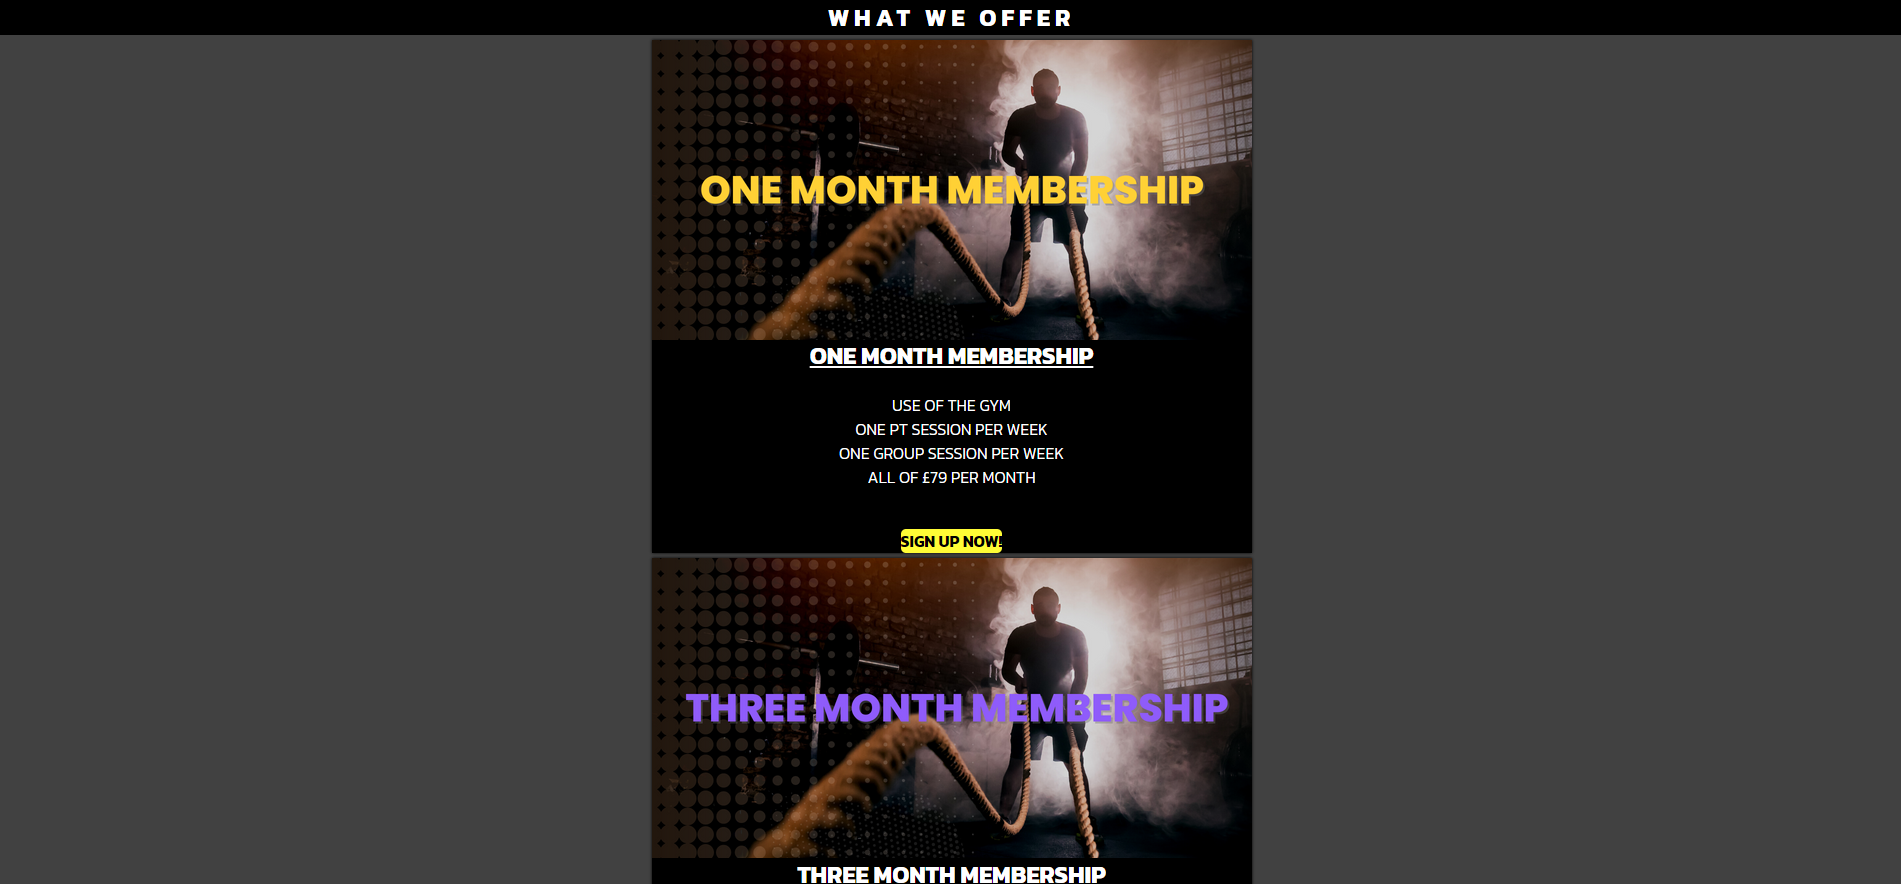 WHAT WE OFFER
ONE MONTH MEMBERSHIP
ONE MONTH MEMBERSHIP
USE OF THE GYM
ONE PT SESSION PER WEEK
ONE GROUP SESSION PER WEEK
ALL OF £79 PER MONTH
SIGN UP NOW!
THREE MONTH MEMBERSHIP
THREE MONTH MEMBERSHIP